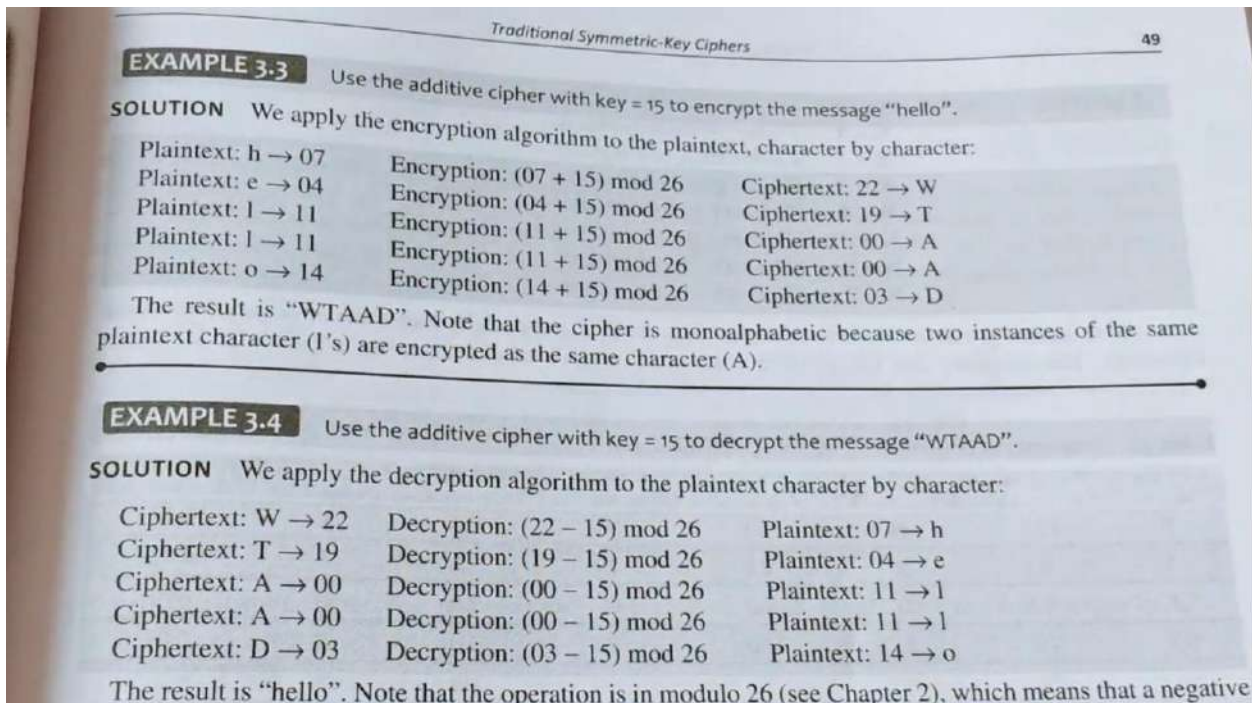 Traditional Symmetric-Key Ciphers 49
EXAMPLE 3.3 Use the additive cipher with key = 15 to encrypt the message “hello”.
SOLUTION We apply the encryption algorithm to the plaintext, character by character:
Plaintext: h → 07 Encryption: (07 + 15) mod 26 Ciphertext: 22 → W
Plaintext: e → 04 Encryption: (04 + 15) mod 26 Ciphertext: 19 → T
Plaintext: l → 11 Encryption: (11 + 15) mod 26 Ciphertext: 00 → A
Plaintext: l → 11 Encryption: (11 + 15) mod 26 Ciphertext: 00 → A
Plaintext: o → 14 Encryption: (14 + 15) mod 26 Ciphertext: 03 → D
The result is “WTAAD”. Note that the cipher is monoalphabetic because two instances of the same
plaintext character (l’s) are encrypted as the same character (A).
EXAMPLE 3.4 Use the additive cipher with key = 15 to decrypt the message “WTAAD”.
SOLUTION We apply the decryption algorithm to the plaintext character by character:
Ciphertext: W → 22 Decryption: (22 – 15) mod 26 Plaintext: 07 → h
Ciphertext: T → 19 Decryption: (19 – 15) mod 26 Plaintext: 04 → e
Ciphertext: A → 00 Decryption: (00 – 15) mod 26 Plaintext: 11 → l
Ciphertext: A → 00 Decryption: (00 – 15) mod 26 Plaintext: 11 → l
Ciphertext: D → 03 Decryption: (03 – 15) mod 26 Plaintext: 14 → o
The result is “hello”. Note that the operation is in modulo 26 (see Chapter 2), which means that a negative